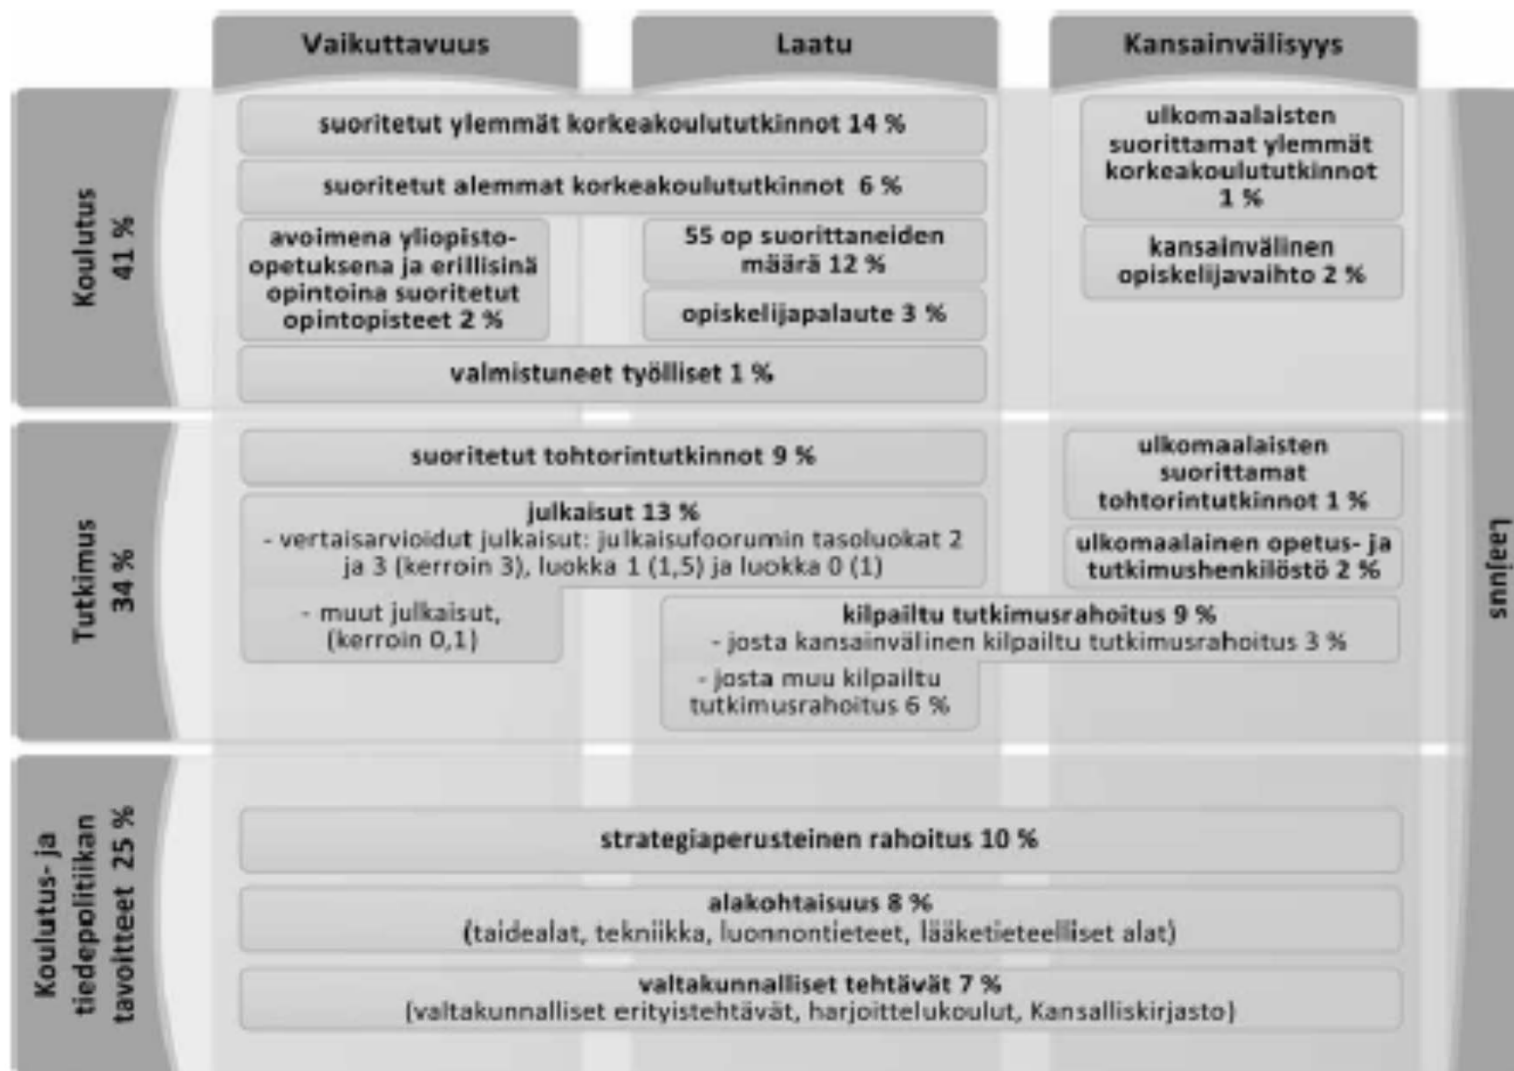 Vaikuttavuus
Laatu
Kansainvälisyys
Koulutus
41 %
suoritetut ylemmät korkeakoulututkinnot 14 %
suoritetut alemmat korkeakoulututkinnot 6 %
avoimena yliopisto-
opetuksena ja erillisinä
opintoina suoritetut
opintopisteet 2 %
55 op suorittaneiden
määrä 12 %
opiskelijapalaute 3 %
valmistuneet työlliset 1 %
ulkomaalaisten
suorittamat ylemmät
korkeakoulututkinnot
1 %
kansainvälinen
opiskelijavaihto 2 %
Tutkimus
34 %
suoritetut tohtorintutkinnot 9 %
julkaisut 13 %
- vertaisarvioidut julkaisut: julkaisufoorumin tasoluokat 2
ja 3 (kerroin 3), luokka 1 (1,5) ja luokka 0 (1)
- muut julkaisut,
(kerroin 0,1)
ulkomaalaisten
suorittamat
tohtorintutkinnot 1 %
ulkomaalainen opetus- ja
tutkimushenkilöstö 2 %
kilpailtu tutkimusrahoitus 9 %
- josta kansainvälinen kilpailtu tutkimusrahoitus 3 %
- josta muu kilpailtu
tutkimusrahoitus 6 %
Koulutus- ja
tiedepolitiikan
tavoitteet 25 %
strategiaperusteinen rahoitus 10 %
alakohtaisuus 8 %
(taidealat, tekniikka, luonnontieteet, lääketieteelliset alat)
valtakunnalliset tehtävät 7 %
(valtakunnalliset erityistehtävät, harjoittelukoulut, Kansalliskirjasto)
Laajuus